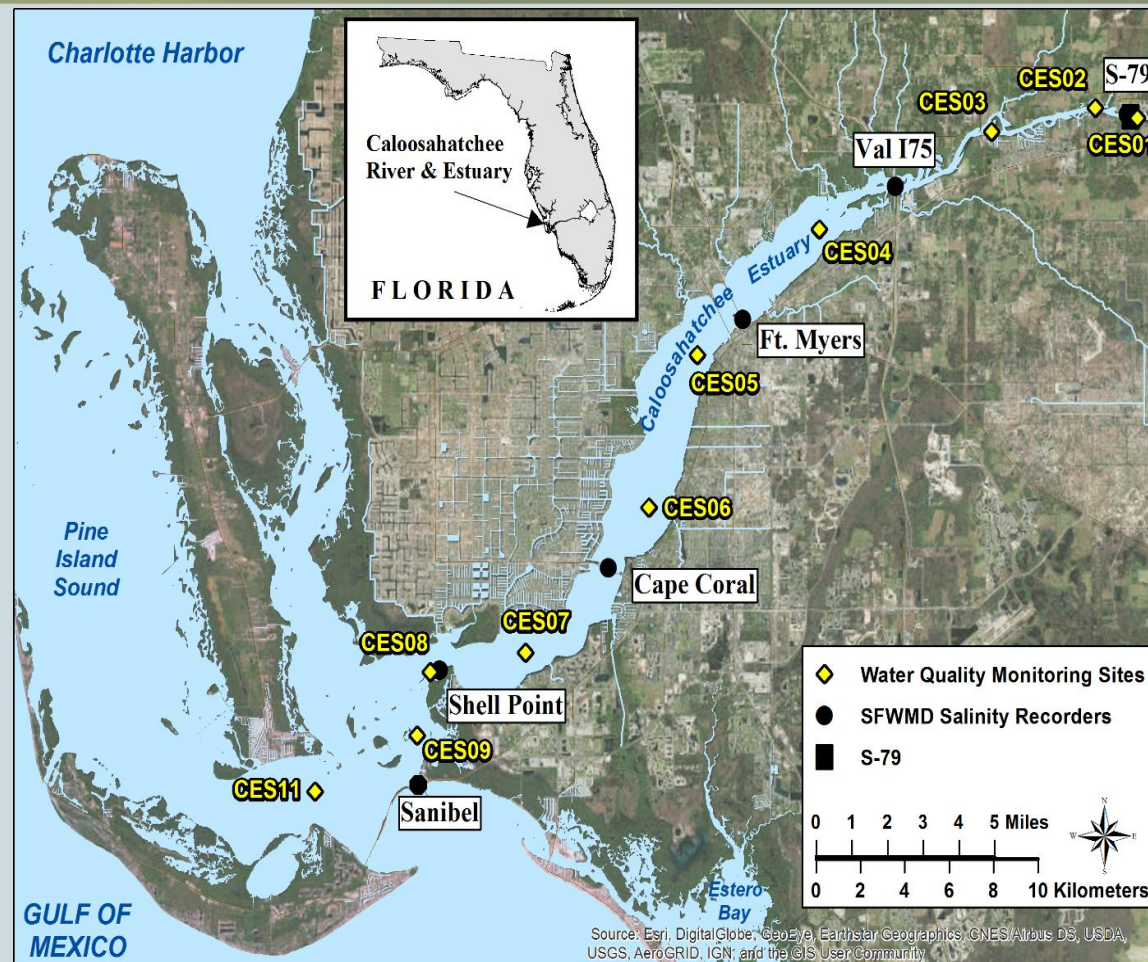 Charlotte Harbor
Caloosahatchee
River & Estuary
FLORIDA
CES02
S-79
CES03
CES01
Val I75
CES04
Caloosahatchee Estuary
Ft. Myers
CES05
CES06
Pine
Island
Sound
Cape Coral
CES07
CES08
Shell Point
CES09
CES11
Sanibel
Water Quality Monitoring Sites
SFWMD Salinity Recorders
S-79
0 1 2 3 4 5 Miles
0 2 4 6 8 10 Kilometers
N
W E
S
Estero
Bay
GULF OF
MEXICO
Source: Esri, DigitalGlobe, GeoEye, Earthstar Geographics, CNES/Airbus DS, USDA,
USGS, AeroGRID, IGN, and the GIS User Community